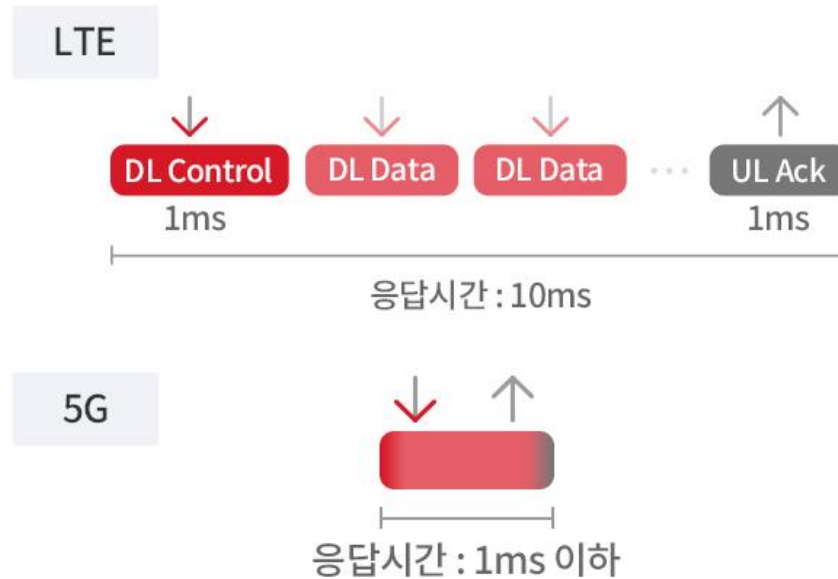 LTE
DL Control DL Data DL Data ··· UL Ack
1ms 1ms
응답시간 : 10ms
5G
응답시간 : 1ms 이하